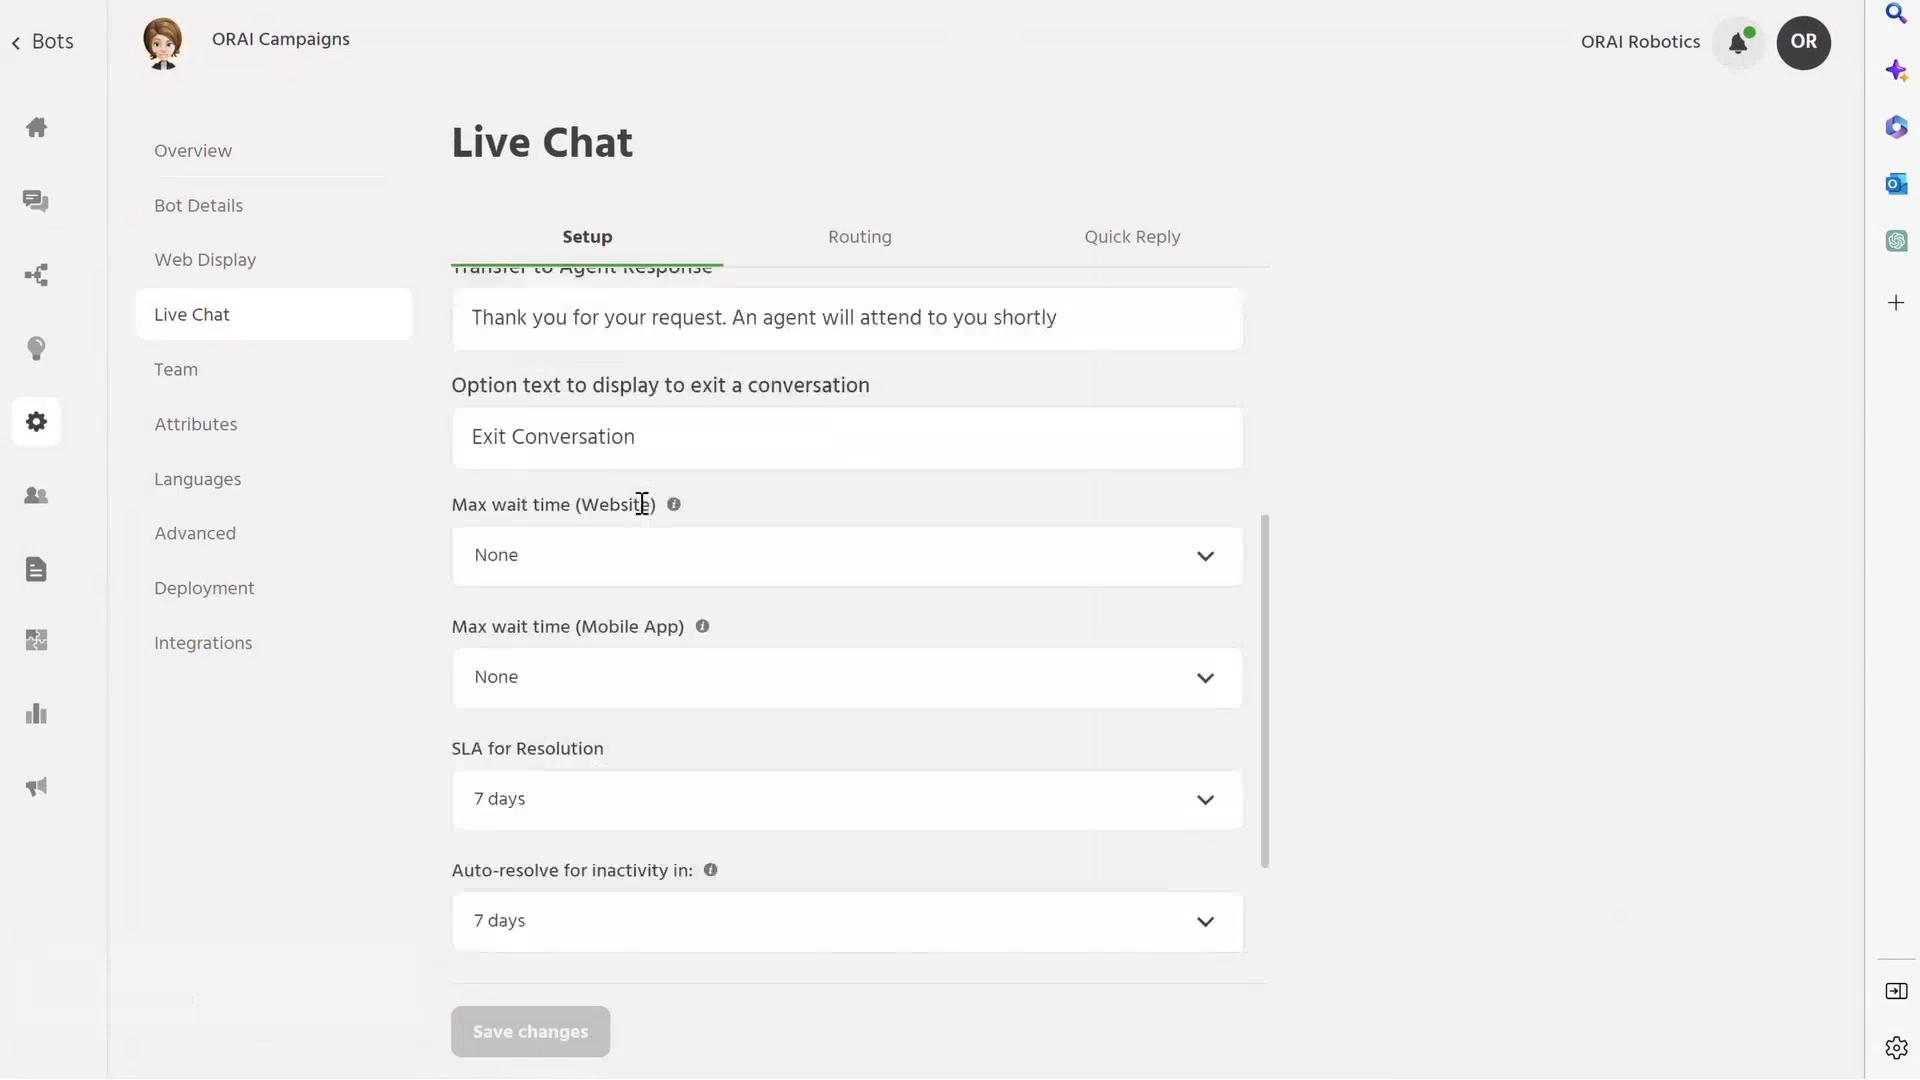 Bots
ORAI Campaigns
ORAI Robotics
OR
Overview
Bot Details
Web Display
Live Chat
Team
Attributes
Languages
Advanced
Deployment
Integrations
Live Chat
Setup
Routing
Quick Reply
Transfer to Agent Response
Thank you for your request. An agent will attend to you shortly
Option text to display to exit a conversation
Exit Conversation
Max wait time (Website)
None
Max wait time (Mobile App)
None
SLA for Resolution
7 days
Auto-resolve for inactivity in:
7 days
Save changes